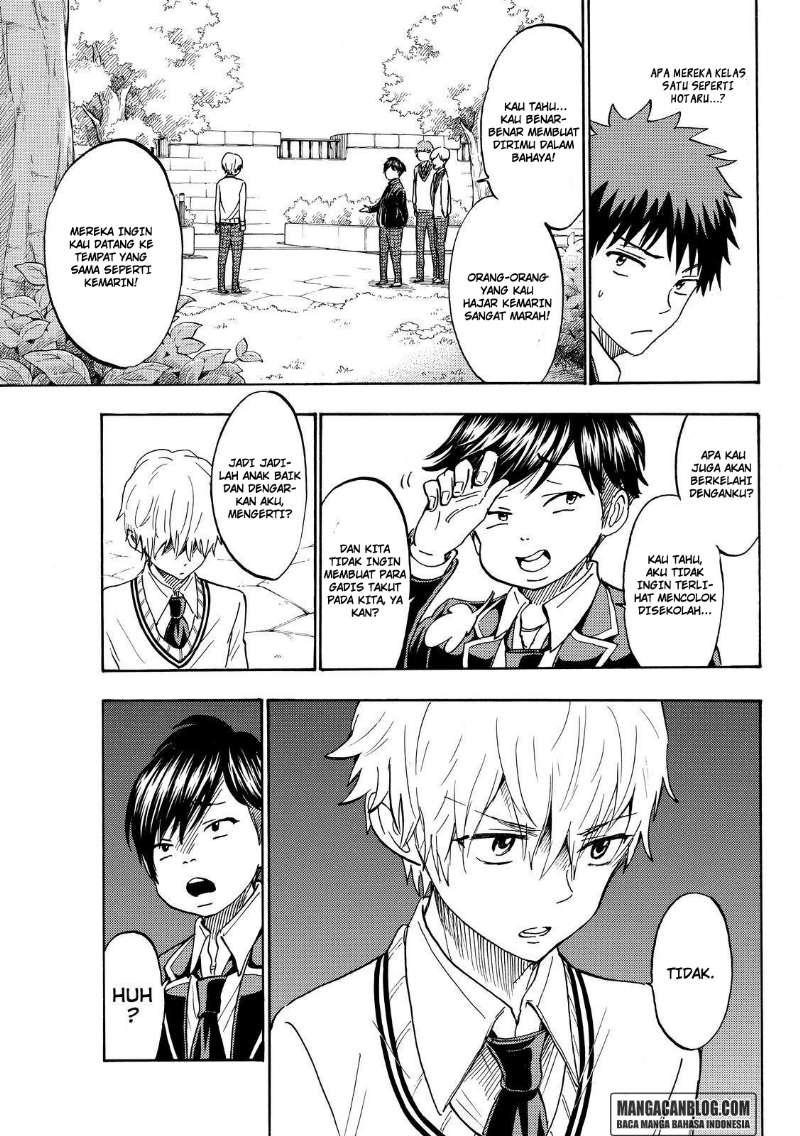 APA MEREKA KELAS
SATU SEPERTI
HOTARU...?
KAU TAHU...
KAU BENAR-
BENAR MEMBUAT
DIRIMU DALAM
BAHAYA!
ORANG-ORANG
YANG KAU
HAJAR KEMARIN
SANGAT MARAH!
MEREKA INGIN
KAU DATANG KE
TEMPAT YANG
SAMA SEPERTI
KEMARIN!
APA KAU
JUGA AKAN
BERKELAHI
DENGANKU?
KAU TAHU,
AKU TIDAK
INGIN TERLI-
HAT MENCOLOK
DISEKOLAH...
DAN KITA
TIDAK INGIN
MEMBUAT PARA
GADIS TAKUT
PADA KITA, YA
KAN?
JADI JADI-
LAH ANAK BAIK
DAN DENGAR-
KAN AKU,
MENGERTI?
TIDAK.
HUH
?
MANGACANBLOG.COM
BACA MANGA BAHASA INDONESIA